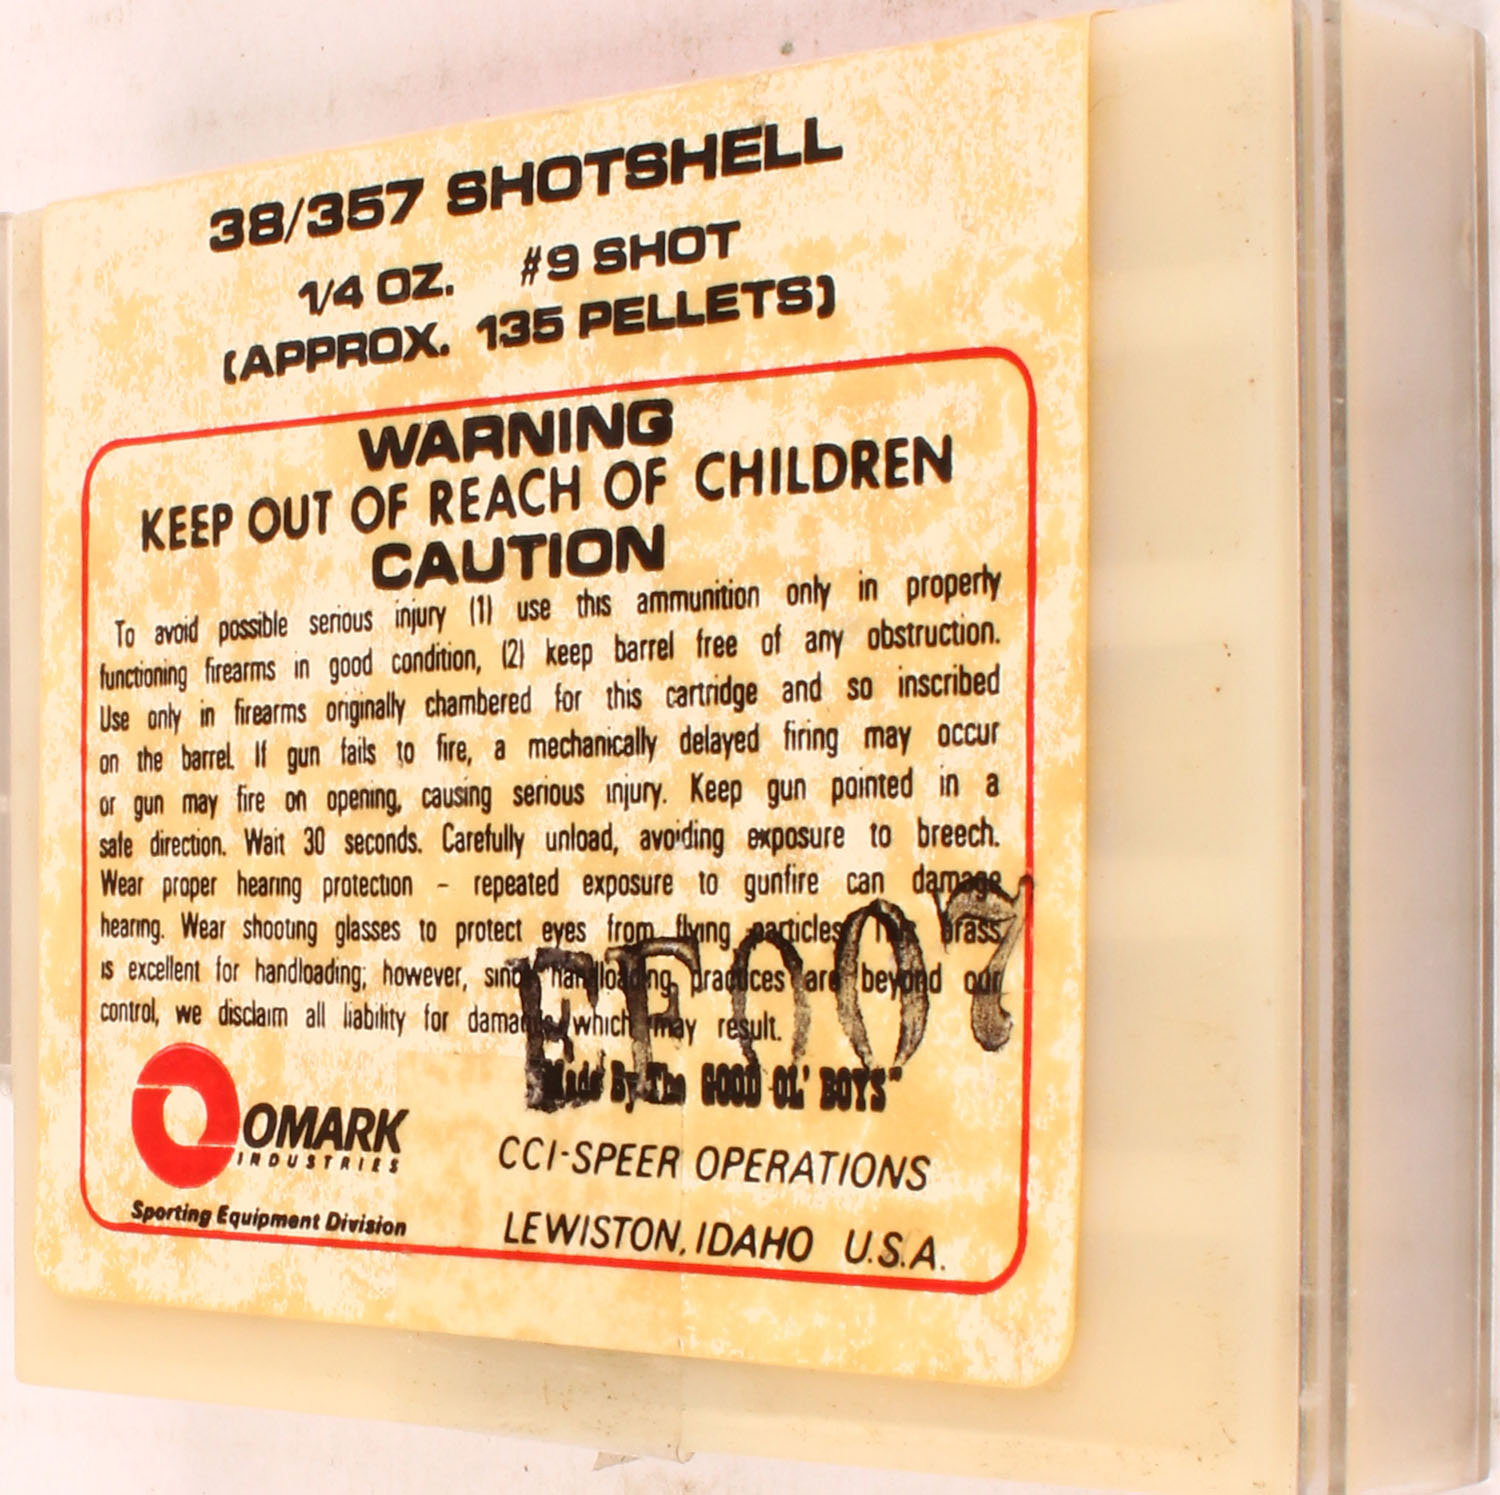 38/357 SHOTSHELL
1/4 OZ. #9 SHOT
(APPROX. 135 PELLETS)
WARNING
KEEP OUT OF REACH OF CHILDREN
CAUTION
To avoid possible serious injury (1) use this ammunition only in properly
functioning firearms in good condition, (2) keep barrel free of any obstruction.
Use only in firearms originally chambered for this cartridge and so inscribed
on the barrel. If gun fails to fire, a mechanically delayed firing may occur
or gun may fire on opening, causing serious injury. Keep gun pointed in a
safe direction. Wait 30 seconds. Carefully unload, avoiding exposure to breech.
Wear proper hearing protection - repeated exposure to gunfire can damage
hearing. Wear shooting glasses to protect eyes from flying particles. This brass
is excellent for handloading; however, since handloading practices are beyond our
control, we disclaim all liability for damages which may result.
"Made By The GOOD OL' BOYS"
OMARK
INDUSTRIES
Sporting Equipment Division
CCI-SPEER OPERATIONS
LEWISTON, IDAHO U.S.A.